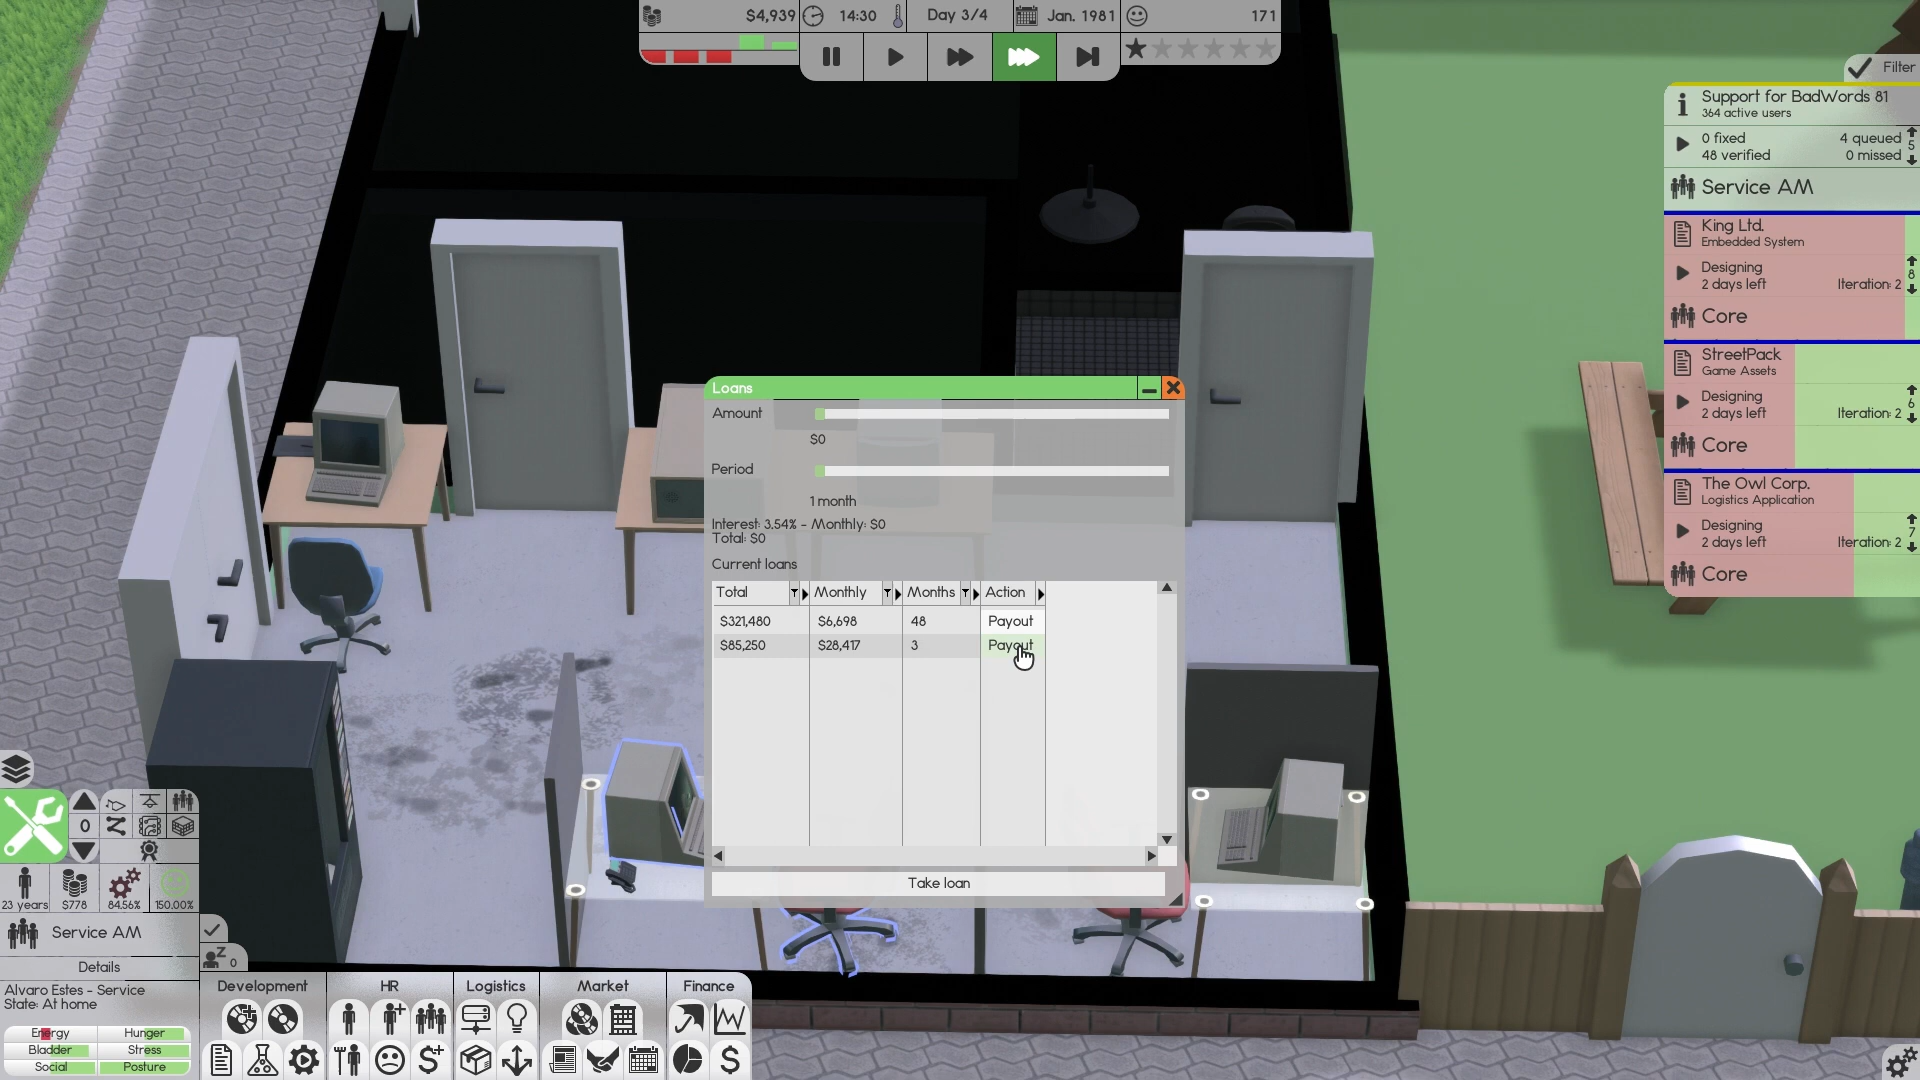 $4,939
14:30
Day 3/4
Jan. 1981
171
Filter
Support for BadWords 81
364 active users
0 fixed
4 queued
48 verified
0 missed
5
Service AM
King Ltd.
Embedded System
Designing
2 days left
Iteration: 2
8
Core
StreetPack
Game Assets
Designing
2 days left
Iteration: 2
6
Core
The Owl Corp.
Logistics Application
Designing
2 days left
Iteration: 2
7
Core
Loans
Amount
$0
Period
1 month
Interest: 3.54% - Monthly: $0
Total: $0
Current loans
Total Monthly Months Action
$321,480 $6,698 48 Payout
$85,250 $28,417 3 Payout
Take loan
0
23 years $778 84.56% 150.00%
Service AM
Details
0
Alvaro Estes - Service
State: At home
Energy Hunger
Bladder Stress
Social Posture
Development HR Logistics Market Finance